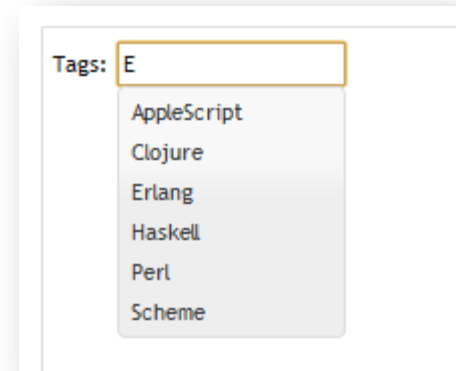 Tags: E
AppleScript
Clojure
Erlang
Haskell
Perl
Scheme